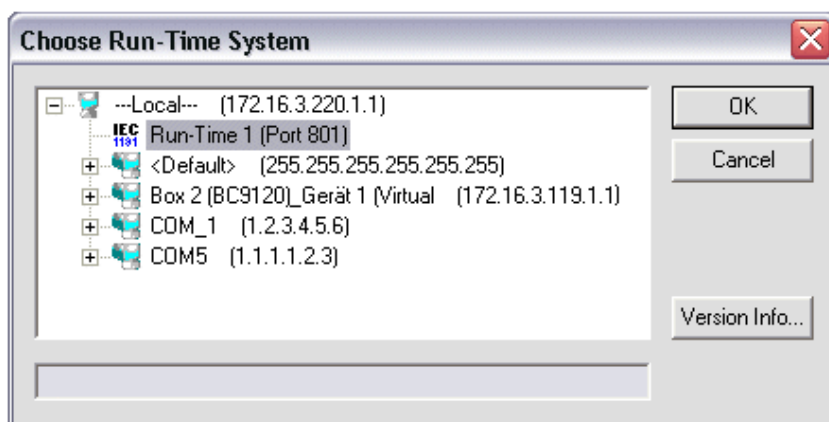 Choose Run-Time System
---Local--- (172.16.3.220.1.1)
IEC
1131
Run-Time 1 (Port 801)
<Default> (255.255.255.255.255.255)
Box 2 (BC9120)_Gerät 1 (Virtual (172.16.3.119.1.1)
COM_1 (1.2.3.4.5.6)
COM5 (1.1.1.1.2.3)
OK
Cancel
Version Info...